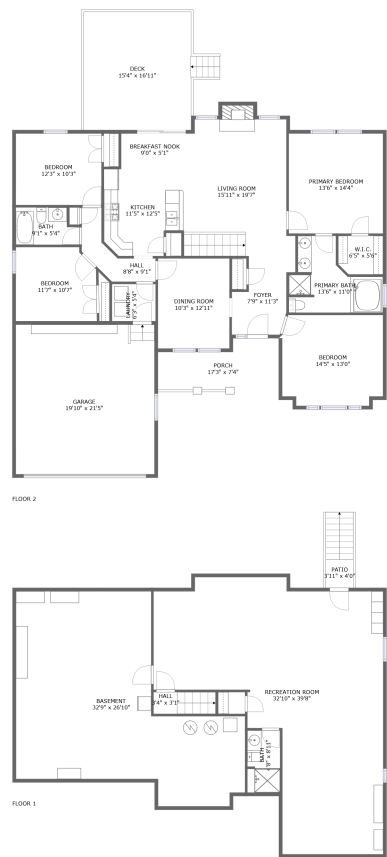 DECK
15'4" x 16'11"
BREAKFAST NOOK
9'0" x 5'1"
BEDROOM
12'3" x 10'3"
PRIMARY BEDROOM
13'6" x 14'4"
LIVING ROOM
15'11" x 19'7"
KITCHEN
11'5" x 12'5"
BATH
9'1" x 5'4"
W.I.C.
6'5" x 5'6"
HALL
8'8" x 9'1"
BEDROOM
11'7" x 10'7"
PRIMARY BATH
13'6" x 11'0"
LAUNDRY
6'3" x 5'4"
DINING ROOM
10'3" x 12'11"
FOYER
7'9" x 11'3"
BEDROOM
14'5" x 13'0"
PORCH
17'3" x 7'4"
GARAGE
19'10" x 21'5"
FLOOR 2
PATIO
3'11" x 4'0"
HALL
3'4" x 3'1"
RECREATION ROOM
32'10" x 39'8"
BASEMENT
32'9" x 26'10"
BATH
FLOOR 1